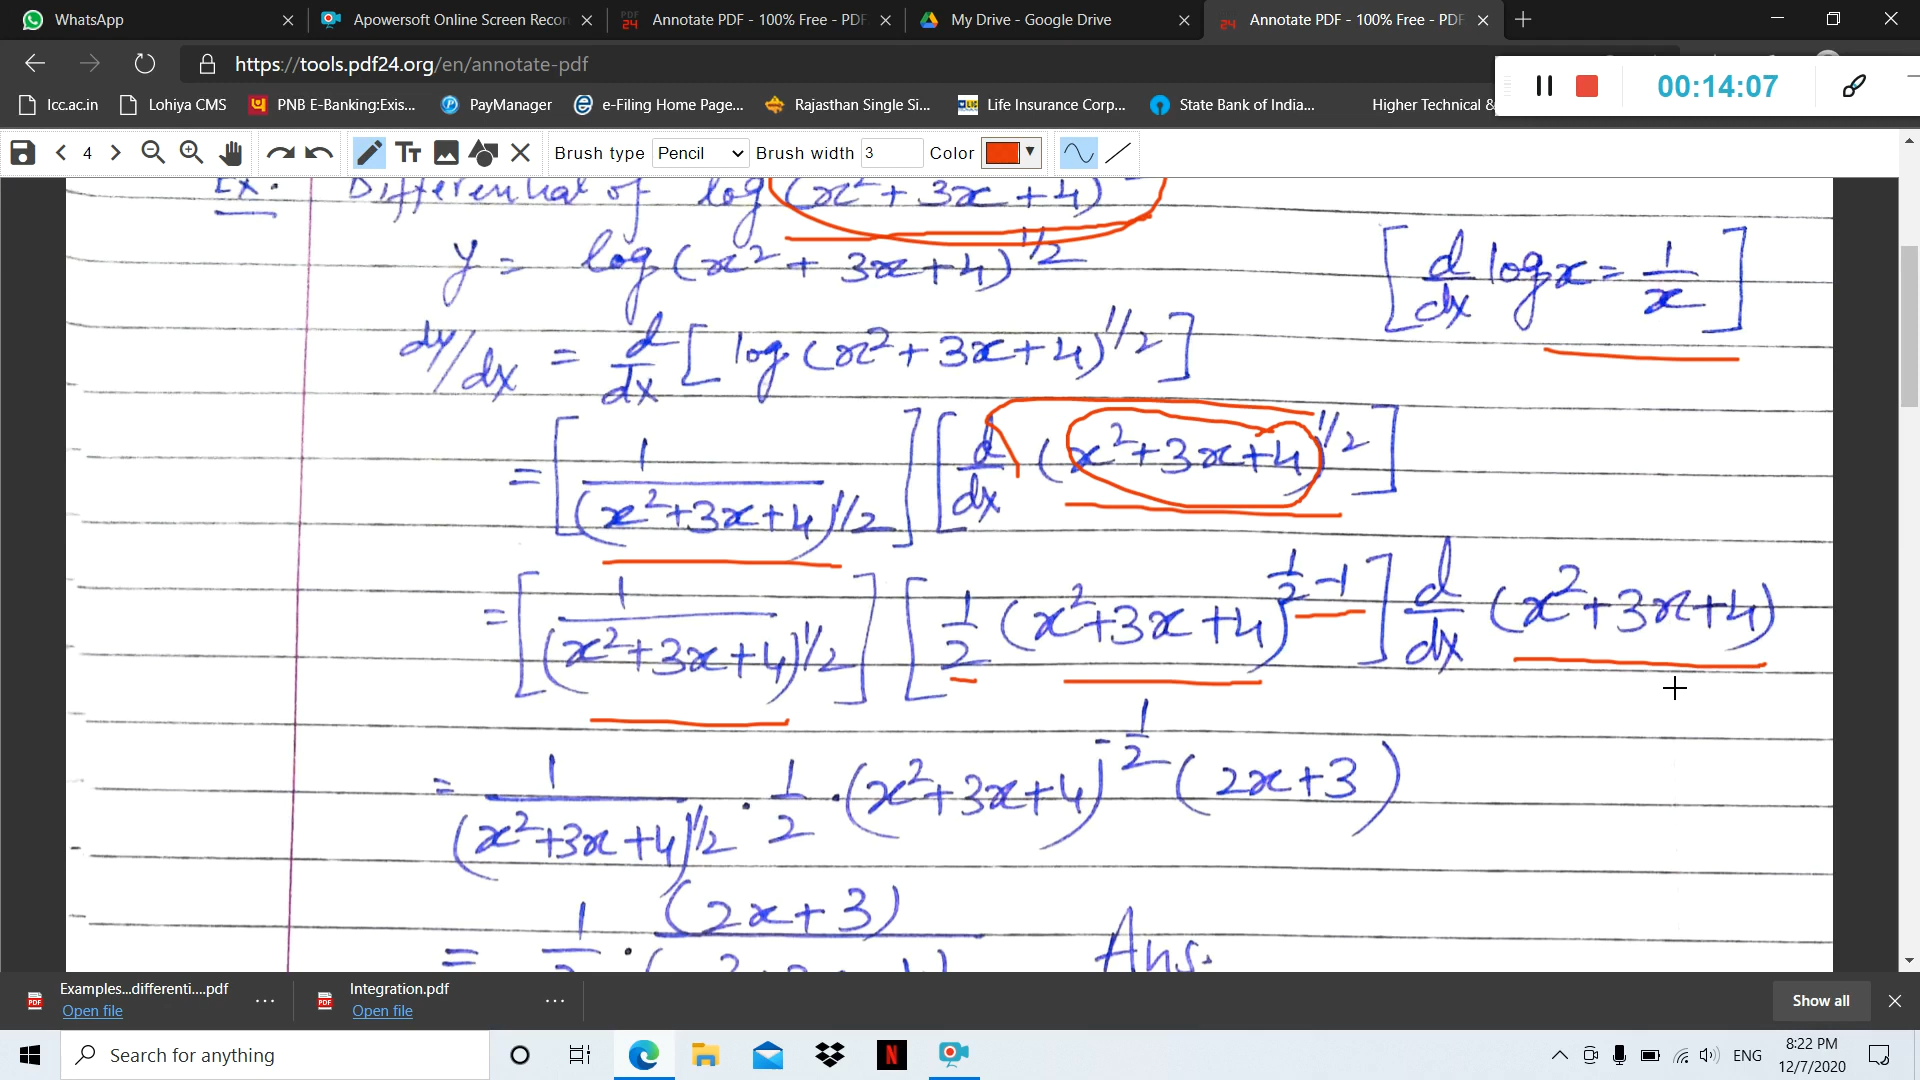 WhatsApp
Apowersoft Online Screen Recor
Annotate PDF - 100% Free - PDF
My Drive - Google Drive
Annotate PDF - 100% Free - PDF
https://tools.pdf24.org/en/annotate-pdf
00:14:07
lcc.ac.in
Lohiya CMS
PNB E-Banking:Exis...
PayManager
e-Filing Home Page...
Rajasthan Single Si...
Life Insurance Corp...
State Bank of India...
Higher Technical &
4
Brush type Pencil Brush width 3 Color
Ex. Differential of log (x²+3x+4)
y = log (x² + 3x+4)^1/2
[d/dx log x = 1/x]
dy/dx = d/dx [log (x²+3x+4)^1/2]
= [1/(x²+3x+4)^1/2] [d/dx (x²+3x+4)^1/2]
= [1/(x²+3x+4)^1/2] [1/2 (x²+3x+4)^(1/2-1)] d/dx (x²+3x+4)
= 1/(x²+3x+4)^1/2 · 1/2 · (x²+3x+4)^-1/2 (2x+3)
= 1/2 · (2x+3)/(x²+3x+4) Ans.
Examples...differenti....pdf
Open file
Integration.pdf
Open file
Show all
Search for anything
ENG
8:22 PM
12/7/2020